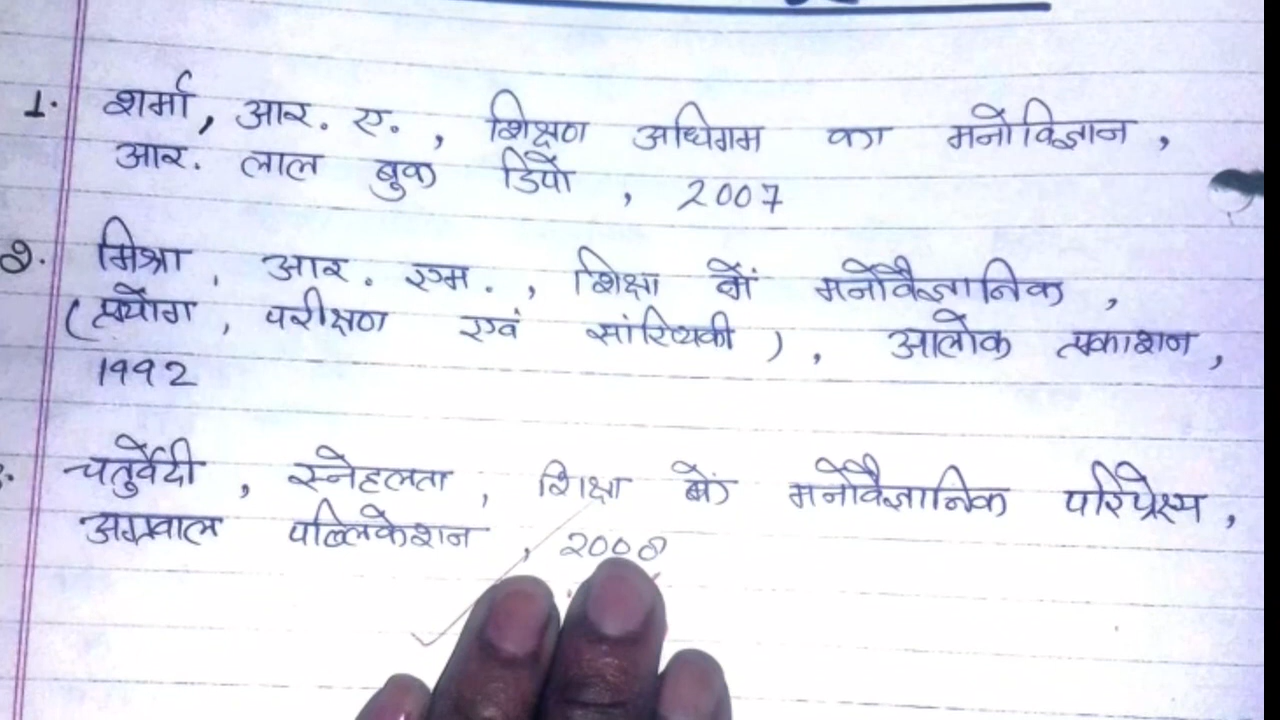 1. शर्मा, आर. ए., शिक्षण अधिगम का मनोविज्ञान,
आर. लाल बुक डिपो, 2007
2. मिश्रा, आर. एम., शिक्षा में मनोवैज्ञानिक,
(प्रयोग, परीक्षण एवं सांख्यिकी), आलोक प्रकाशन,
1992
चतुर्वेदी, स्नेहलता, शिक्षा के मनोवैज्ञानिक परिप्रेक्ष्य,
अग्रवाल पब्लिकेशन,